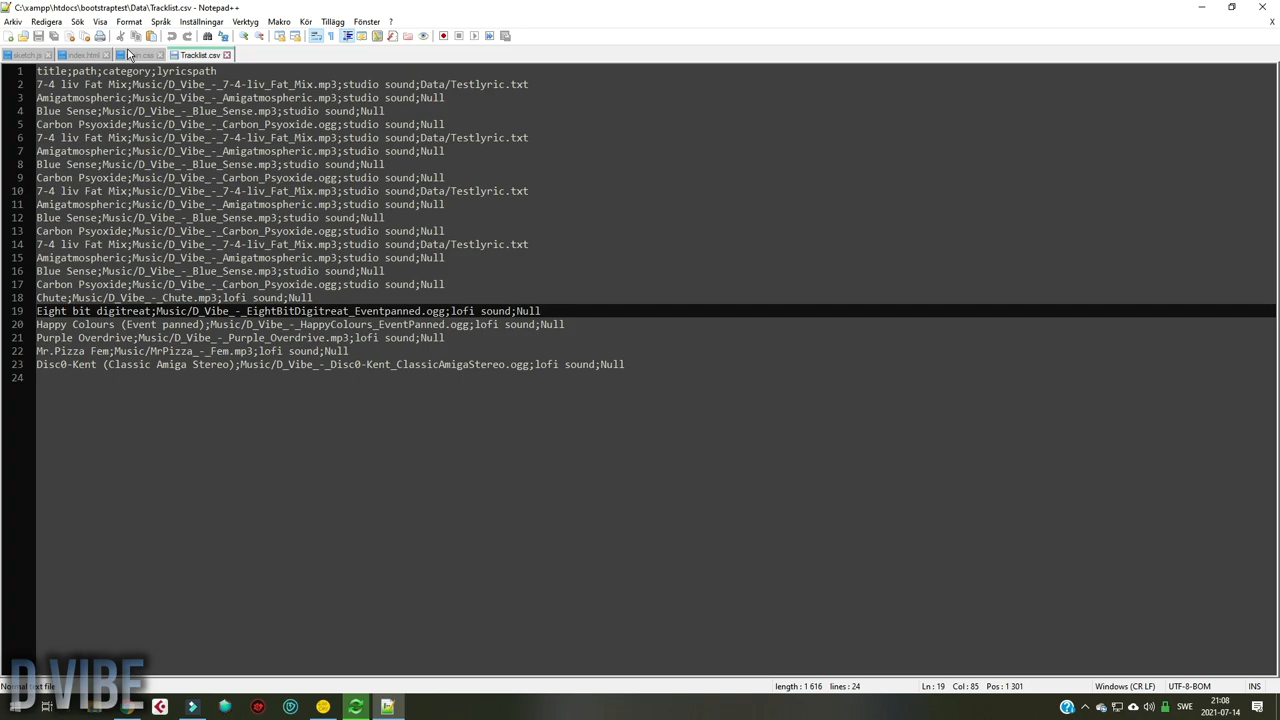 C:\xampp\htdocs\bootstraptest\Data\Tracklist.csv - Notepad++
Arkiv Redigera Sök Visa Format Språk Inställningar Verktyg Makro Kör Tillägg Fönster ?
X
sketch.js index.html css Tracklist.csv
1 title;path;category;lyricspath
2 7-4 liv Fat Mix;Music/D_Vibe_-_7-4-liv_Fat_Mix.mp3;studio sound;Data/Testlyric.txt
3 Amigatmospheric;Music/D_Vibe_-_Amigatmospheric.mp3;studio sound;Null
4 Blue Sense;Music/D_Vibe_-_Blue_Sense.mp3;studio sound;Null
5 Carbon Psyoxide;Music/D_Vibe_-_Carbon_Psyoxide.ogg;studio sound;Null
6 7-4 liv Fat Mix;Music/D_Vibe_-_7-4-liv_Fat_Mix.mp3;studio sound;Data/Testlyric.txt
7 Amigatmospheric;Music/D_Vibe_-_Amigatmospheric.mp3;studio sound;Null
8 Blue Sense;Music/D_Vibe_-_Blue_Sense.mp3;studio sound;Null
9 Carbon Psyoxide;Music/D_Vibe_-_Carbon_Psyoxide.ogg;studio sound;Null
10 7-4 liv Fat Mix;Music/D_Vibe_-_7-4-liv_Fat_Mix.mp3;studio sound;Data/Testlyric.txt
11 Amigatmospheric;Music/D_Vibe_-_Amigatmospheric.mp3;studio sound;Null
12 Blue Sense;Music/D_Vibe_-_Blue_Sense.mp3;studio sound;Null
13 Carbon Psyoxide;Music/D_Vibe_-_Carbon_Psyoxide.ogg;studio sound;Null
14 7-4 liv Fat Mix;Music/D_Vibe_-_7-4-liv_Fat_Mix.mp3;studio sound;Data/Testlyric.txt
15 Amigatmospheric;Music/D_Vibe_-_Amigatmospheric.mp3;studio sound;Null
16 Blue Sense;Music/D_Vibe_-_Blue_Sense.mp3;studio sound;Null
17 Carbon Psyoxide;Music/D_Vibe_-_Carbon_Psyoxide.ogg;studio sound;Null
18 Chute;Music/D_Vibe_-_Chute.mp3;lofi sound;Null
19 Eight bit digitreat;Music/D_Vibe_-_EightBitDigitreat_Eventpanned.ogg;lofi sound;Null
20 Happy Colours (Event panned);Music/D_Vibe_-_HappyColours_EventPanned.ogg;lofi sound;Null
21 Purple Overdrive;Music/D_Vibe_-_Purple_Overdrive.mp3;lofi sound;Null
22 Mr.Pizza Fem;Music/MrPizza_-_Fem.mp3;lofi sound;Null
23 Disc0-Kent (Classic Amiga Stereo);Music/D_Vibe_-_Disc0-Kent_ClassicAmigaStereo.ogg;lofi sound;Null
24
D.VIBE
Normal text file length : 1 616 lines : 24 Ln : 19 Col : 85 Pos : 1 301 Windows (CR LF) UTF-8-BOM INS
SWE 21:08
2021-07-14